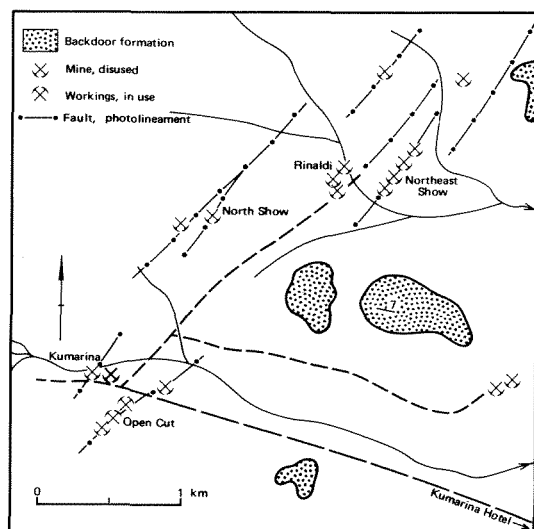 Backdoor formation
Mine, disused
Workings, in use
Fault, photolineament
Rinaldi
Northeast
Show
North Show
7
Kumarina
Open Cut
0 1 km
Kumarina Hotel